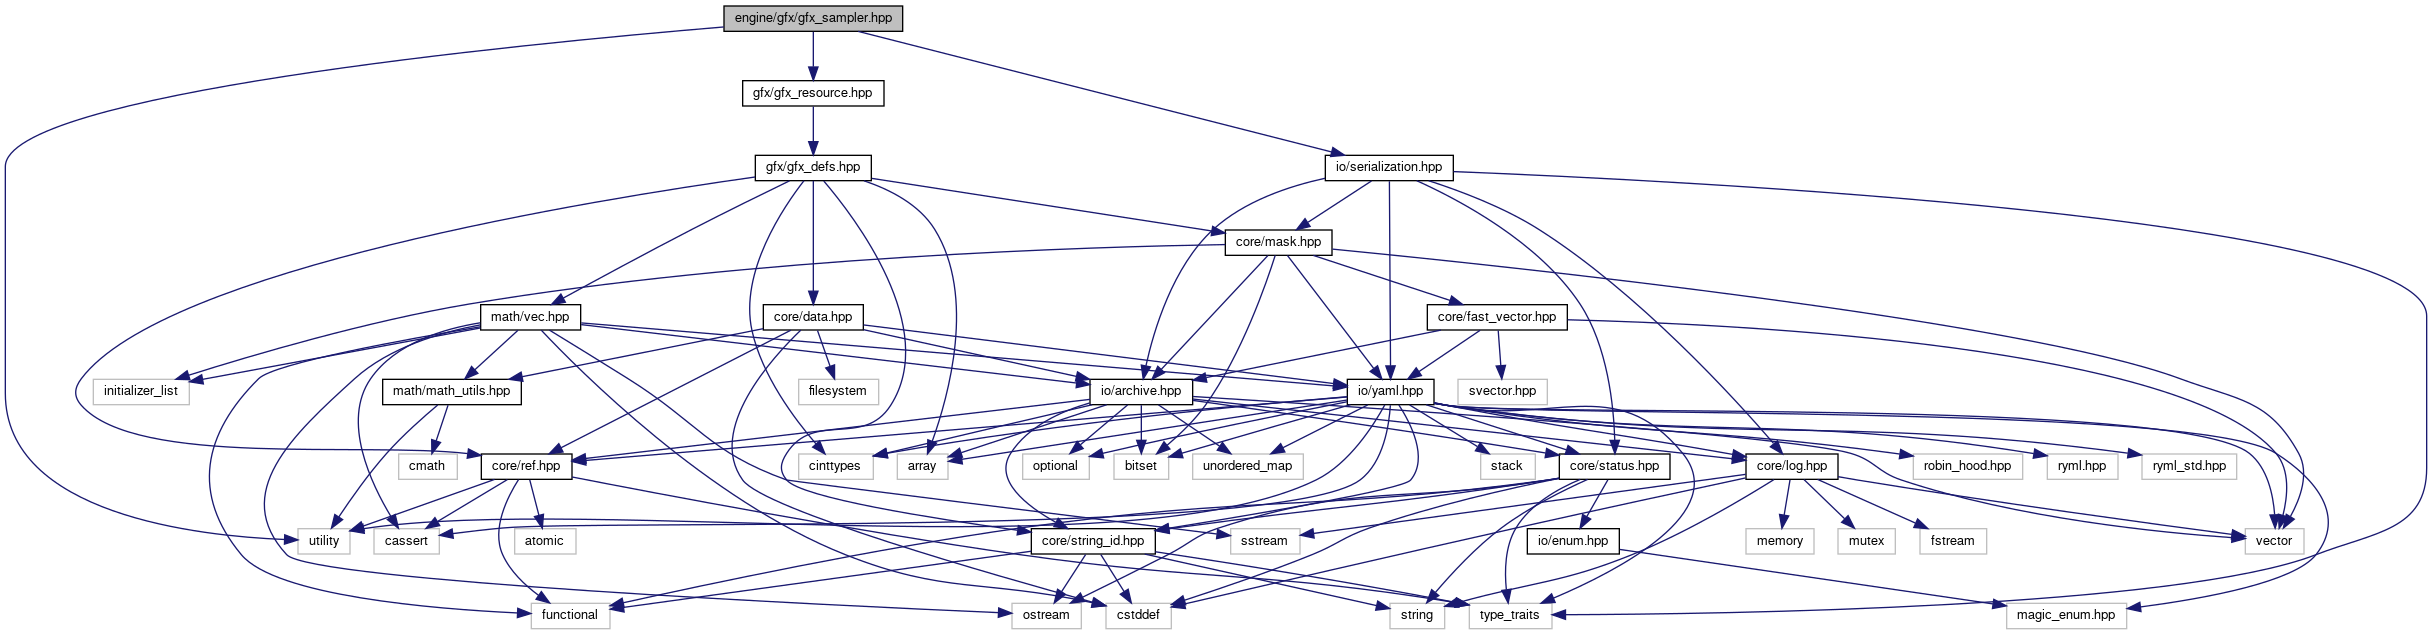 engine/gfx/gfx_sampler.hpp
gfx/gfx_resource.hpp
gfx/gfx_defs.hpp
io/serialization.hpp
core/mask.hpp
math/vec.hpp
core/data.hpp
core/fast_vector.hpp
initializer_list
math/math_utils.hpp
filesystem
io/archive.hpp
io/yaml.hpp
svector.hpp
cmath
core/ref.hpp
cinttypes
array
optional
bitset
unordered_map
stack
core/status.hpp
core/log.hpp
robin_hood.hpp
ryml.hpp
ryml_std.hpp
utility
cassert
atomic
core/string_id.hpp
sstream
io/enum.hpp
memory
mutex
fstream
vector
functional
ostream
cstddef
string
type_traits
magic_enum.hpp